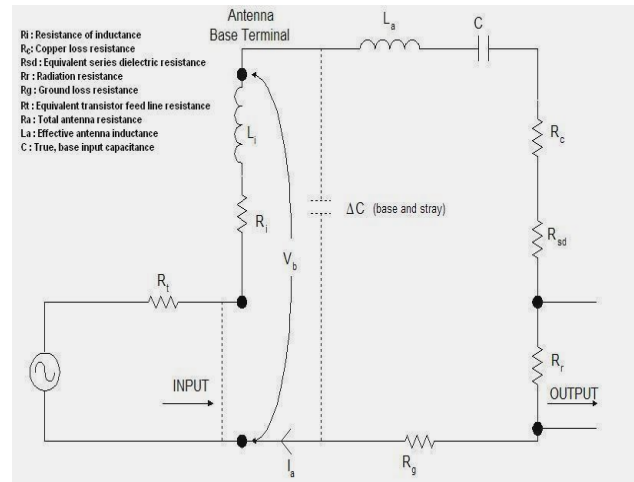 Ri : Resistance of inductance
Rc: Copper loss resistance
Rsd : Equivalent series dielectric resistance
Rr : Radiation resistance
Rg : Ground loss resistance
Rt : Equivalent transistor feed line resistance
Ra : Total antenna resistance
La : Effective antenna inductance
C : True, base input capacitance
Antenna
Base Terminal
La
C
Li
Rc
Ri
ΔC (base and stray)
Rsd
Vb
Rt
Rr
INPUT
OUTPUT
Ia
Rg